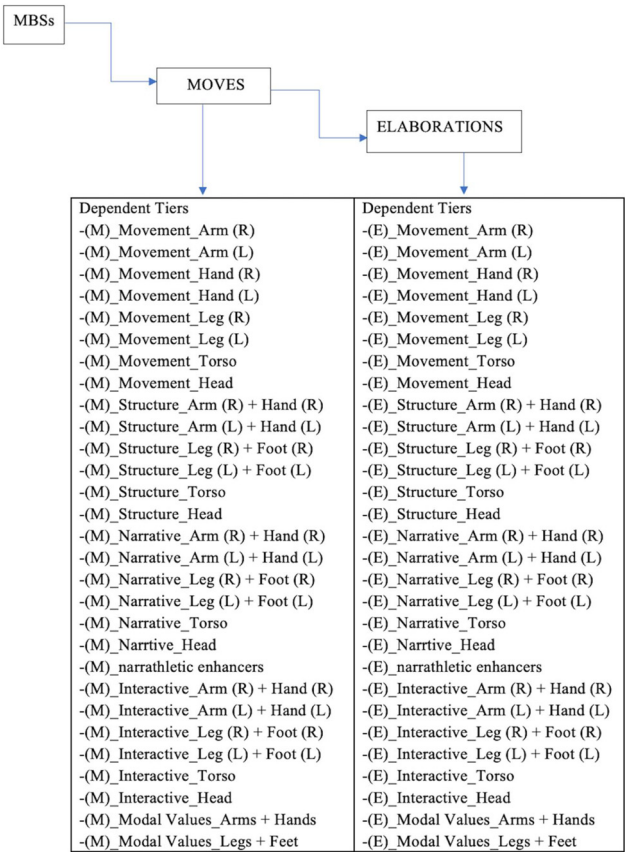 MBSs
MOVES
ELABORATIONS
Dependent Tiers
-(M)_Movement_Arm (R)
-(M)_Movement_Arm (L)
-(M)_Movement_Hand (R)
-(M)_Movement_Hand (L)
-(M)_Movement_Leg (R)
-(M)_Movement_Leg (L)
-(M)_Movement_Torso
-(M)_Movement_Head
-(M)_Structure_Arm (R) + Hand (R)
-(M)_Structure_Arm (L) + Hand (L)
-(M)_Structure_Leg (R) + Foot (R)
-(M)_Structure_Leg (L) + Foot (L)
-(M)_Structure_Torso
-(M)_Structure_Head
-(M)_Narrative_Arm (R) + Hand (R)
-(M)_Narrative_Arm (L) + Hand (L)
-(M)_Narrative_Leg (R) + Foot (R)
-(M)_Narrative_Leg (L) + Foot (L)
-(M)_Narrative_Torso
-(M)_Narrtive_Head
-(M)_narrathletic enhancers
-(M)_Interactive_Arm (R) + Hand (R)
-(M)_Interactive_Arm (L) + Hand (L)
-(M)_Interactive_Leg (R) + Foot (R)
-(M)_Interactive_Leg (L) + Foot (L)
-(M)_Interactive_Torso
-(M)_Interactive_Head
-(M)_Modal Values_Arms + Hands
-(M)_Modal Values_Legs + Feet
Dependent Tiers
-(E)_Movement_Arm (R)
-(E)_Movement_Arm (L)
-(E)_Movement_Hand (R)
-(E)_Movement_Hand (L)
-(E)_Movement_Leg (R)
-(E)_Movement_Leg (L)
-(E)_Movement_Torso
-(E)_Movement_Head
-(E)_Structure_Arm (R) + Hand (R)
-(E)_Structure_Arm (L) + Hand (L)
-(E)_Structure_Leg (R) + Foot (R)
-(E)_Structure_Leg (L) + Foot (L)
-(E)_Structure_Torso
-(E)_Structure_Head
-(E)_Narrative_Arm (R) + Hand (R)
-(E)_Narrative_Arm (L) + Hand (L)
-(E)_Narrative_Leg (R) + Foot (R)
-(E)_Narrative_Leg (L) + Foot (L)
-(E)_Narrative_Torso
-(E)_Narrtive_Head
-(E)_narrathletic enhancers
-(E)_Interactive_Arm (R) + Hand (R)
-(E)_Interactive_Arm (L) + Hand (L)
-(E)_Interactive_Leg (R) + Foot (R)
-(E)_Interactive_Leg (L) + Foot (L)
-(E)_Interactive_Torso
-(E)_Interactive_Head
-(E)_Modal Values_Arms + Hands
-(E)_Modal Values_Legs + Feet